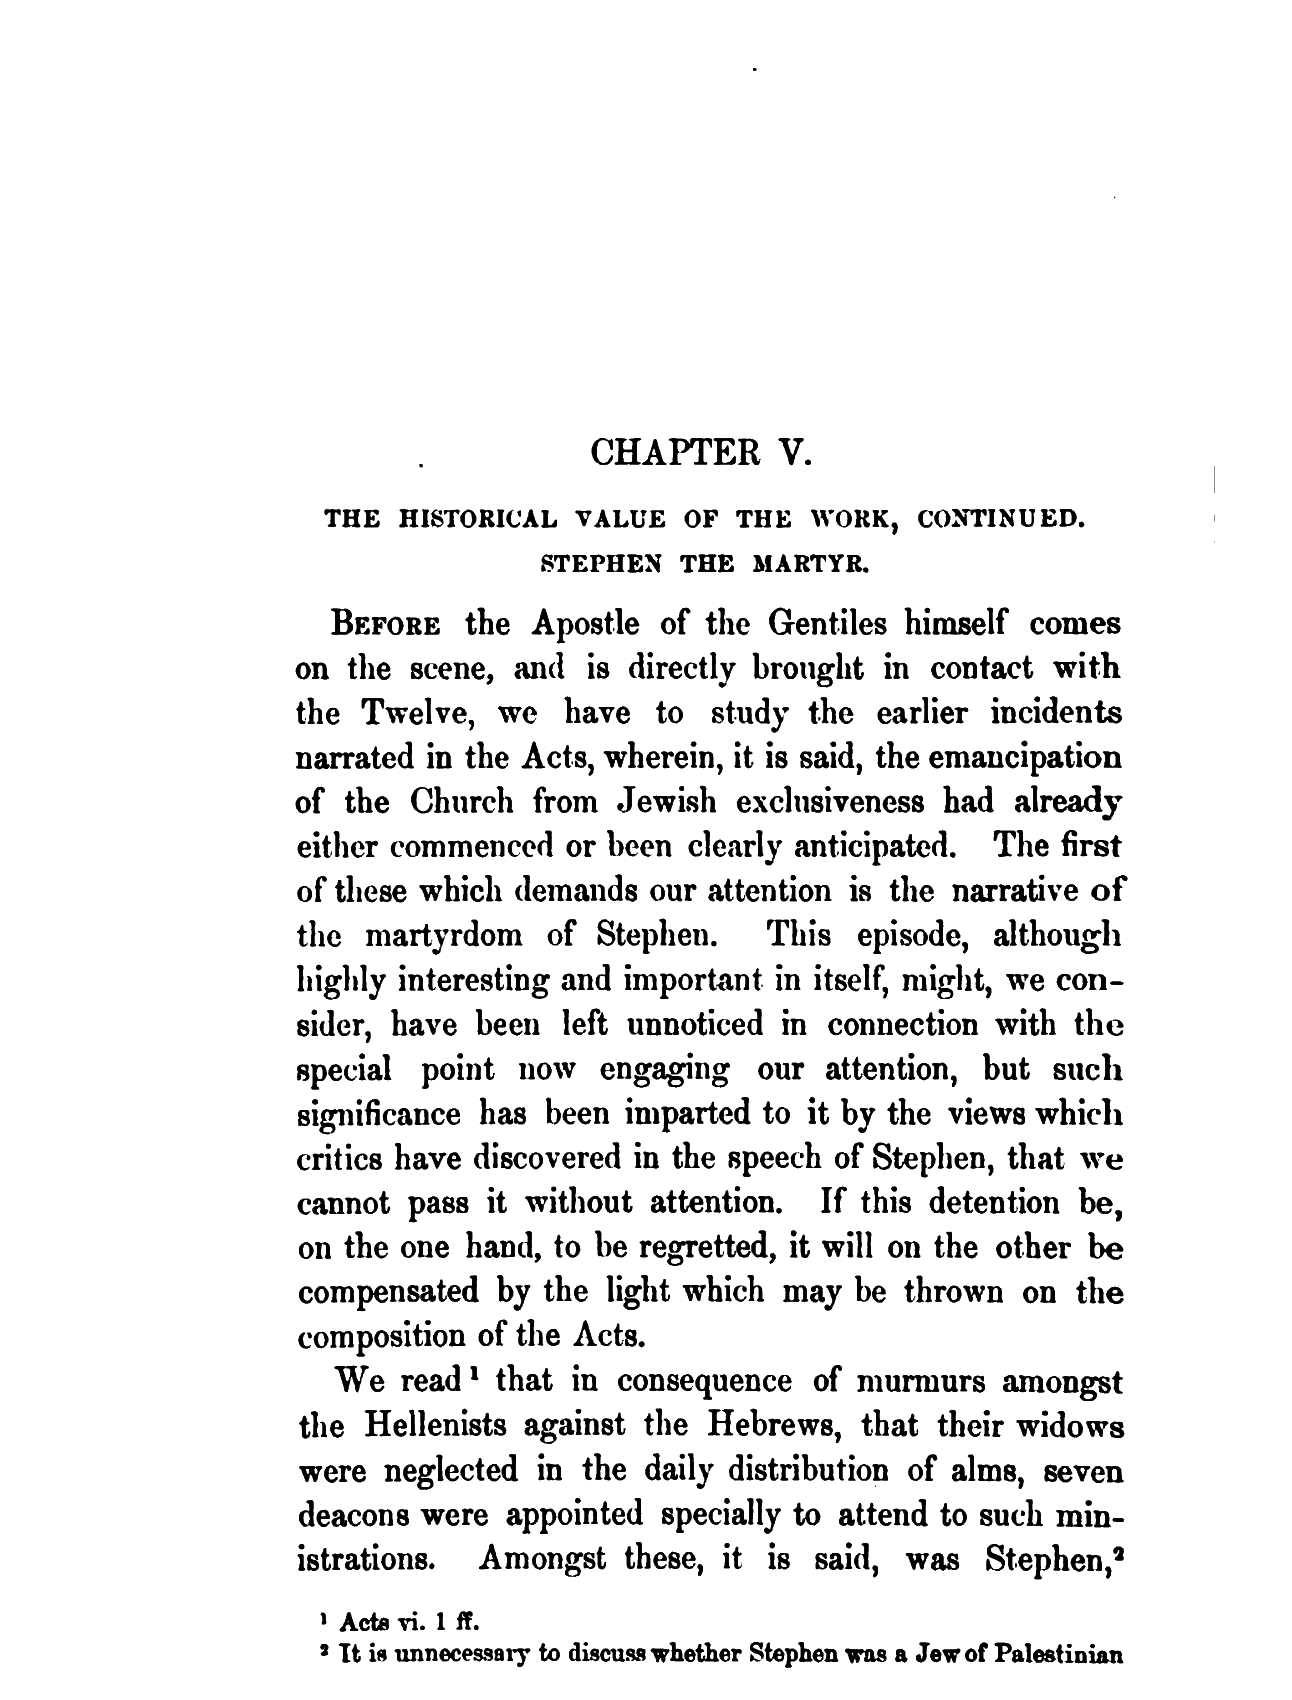 CHAPTER V.
THE HISTORICAL VALUE OF THE WORK, CONTINUED.
STEPHEN THE MARTYR.
BEFORE the Apostle of the Gentiles himself comes
on the scene, and is directly brought in contact with
the Twelve, we have to study the earlier incidents
narrated in the Acts, wherein, it is said, the emancipation
of the Church from Jewish exclusiveness had already
either commenced or been clearly anticipated. The first
of these which demands our attention is the narrative of
the martyrdom of Stephen. This episode, although
highly interesting and important in itself, might, we con-
sider, have been left unnoticed in connection with the
special point now engaging our attention, but such
significance has been imparted to it by the views which
critics have discovered in the speech of Stephen, that we
cannot pass it without attention. If this detention be,
on the one hand, to be regretted, it will on the other be
compensated by the light which may be thrown on the
composition of the Acts.
We read ¹ that in consequence of murmurs amongst
the Hellenists against the Hebrews, that their widows
were neglected in the daily distribution of alms, seven
deacons were appointed specially to attend to such min-
istrations. Amongst these, it is said, was Stephen,²
¹ Acts vi. 1 ff.
² It is unnecessary to discuss whether Stephen was a Jew of Palestinian